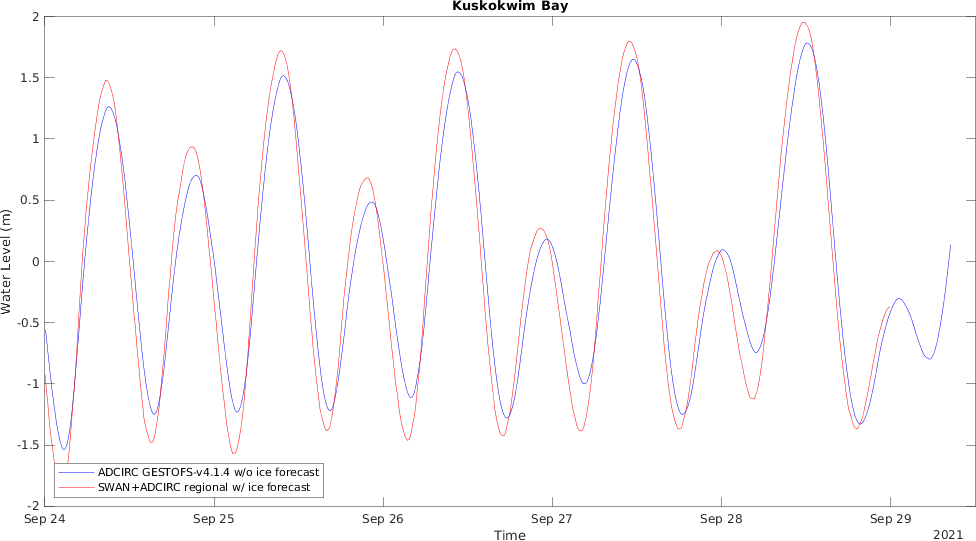 Kuskokwim Bay
2
1.5
1
0.5
0
-0.5
-1
-1.5
-2
Water Level (m)
ADCIRC GESTOFS-v4.1.4 w/o ice forecast
SWAN+ADCIRC regional w/ ice forecast
Sep 24 Sep 25 Sep 26 Sep 27 Sep 28 Sep 29
Time
2021